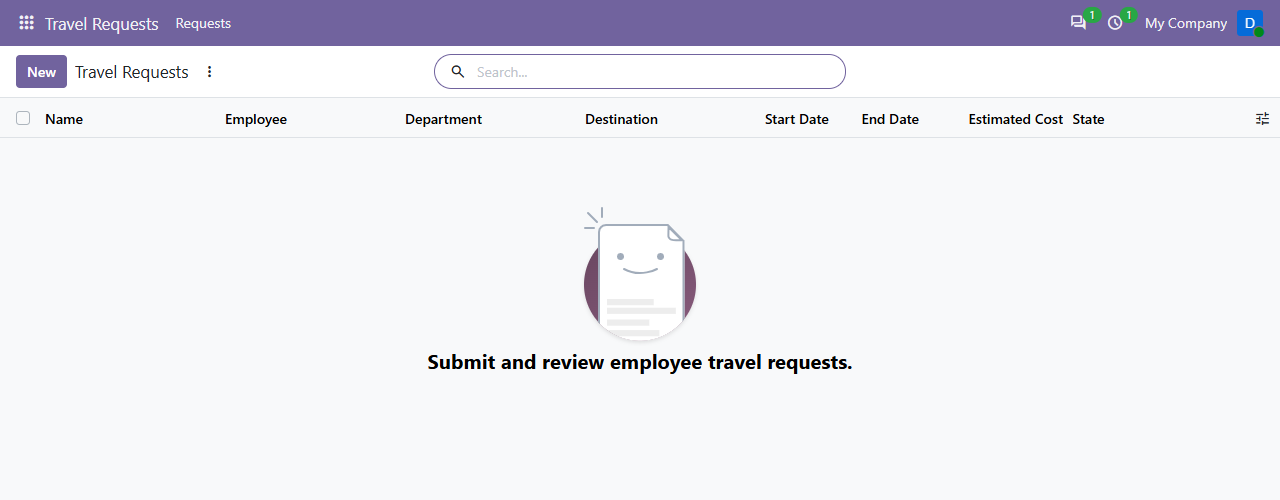 Travel Requests Requests 1 1 My Company D
New Travel Requests Search...
Name Employee Department Destination Start Date End Date Estimated Cost State
Submit and review employee travel requests.